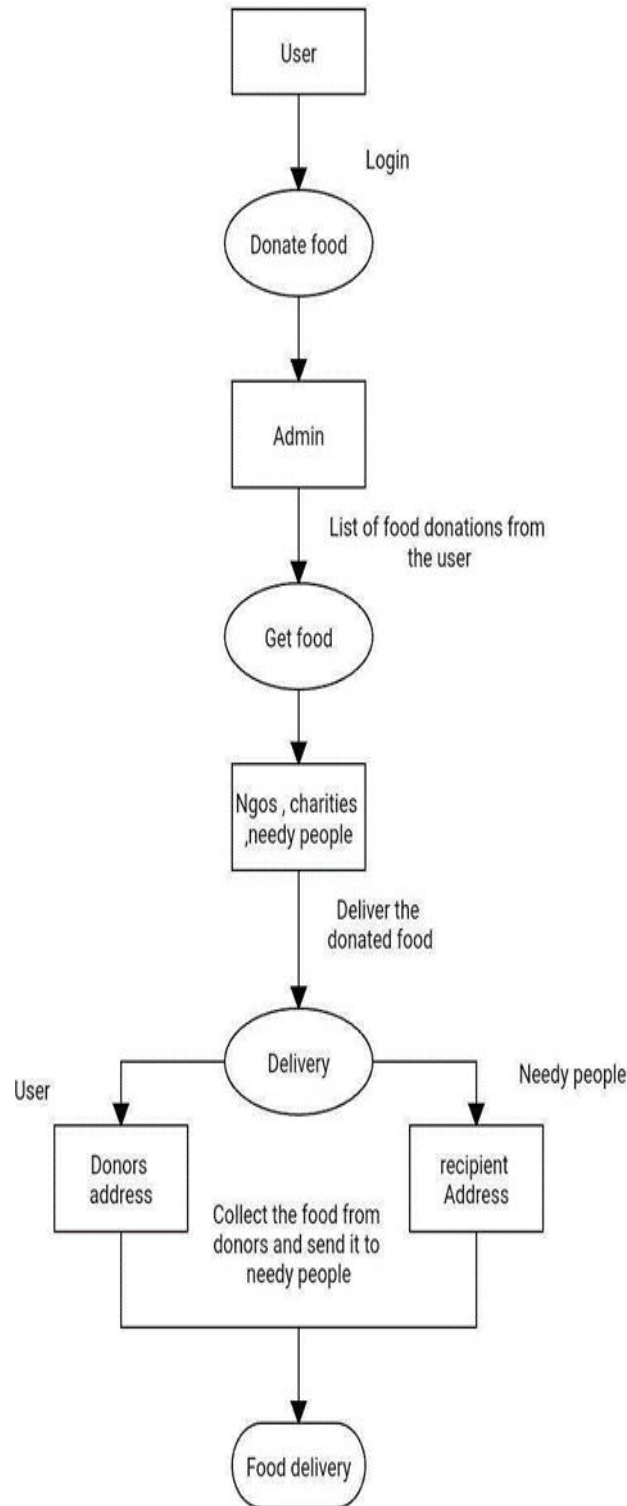 User
Login
Donate food
Admin
List of food donations from
the user
Get food
Ngos , charities
,needy people
Deliver the
donated food
Delivery
User
Needy people
Donors
address
recipient
Address
Collect the food from
donors and send it to
needy people
Food delivery